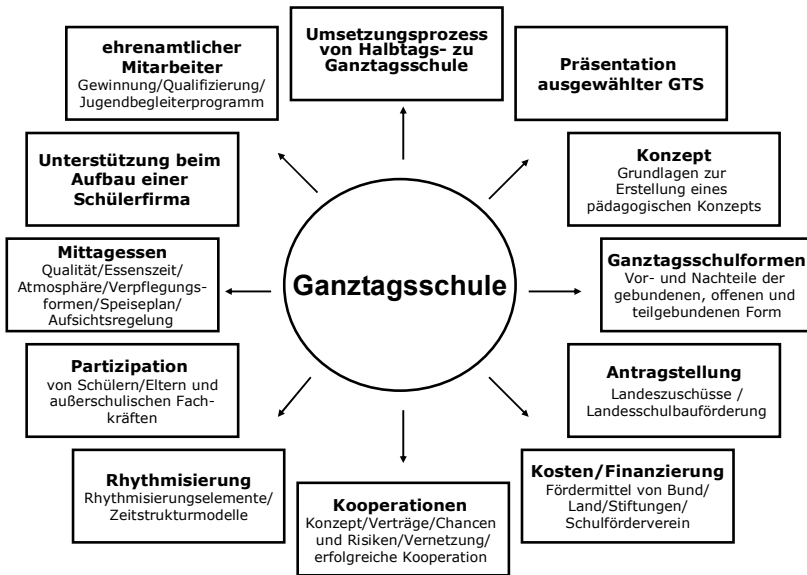 Umsetzungsprozess
von Halbtags- zu
Ganztagsschule
Präsentation
ausgewählter GTS
Konzept
Grundlagen zur
Erstellung eines
pädagogischen Konzepts
Ganztagsschulformen
Vor- und Nachteile der
gebundenen, offenen und
teilgebundenen Form
Antragstellung
Landeszuschüsse /
Landesschulbauförderung
Kosten/Finanzierung
Fördermittel von Bund/
Land/Stiftungen/
Schulförderverein
Kooperationen
Konzept/Verträge/Chancen
und Risiken/Vernetzung/
erfolgreiche Kooperation
Rhythmisierung
Rhythmisierungselemente/
Zeitstrukturmodelle
Partizipation
von Schülern/Eltern und
außerschulischen Fach-
kräften
Mittagessen
Qualität/Essenszeit/
Atmosphäre/Verpflegungs-
formen/Speiseplan/
Aufsichtsregelung
Unterstützung beim
Aufbau einer
Schülerfirma
ehrenamtlicher
Mitarbeiter
Gewinnung/Qualifizierung/
Jugendbegleiterprogramm
Ganztagsschule